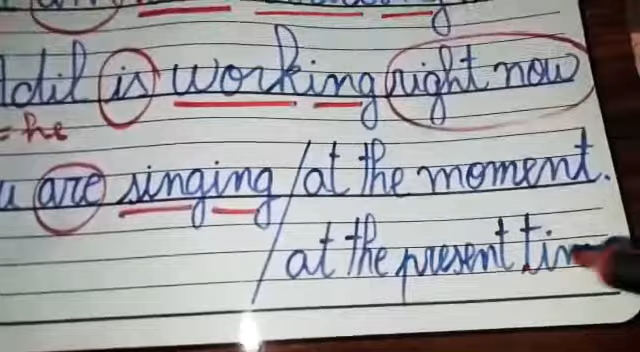 Adil is working right now
= he
are singing / at the moment.
/ at the present tim